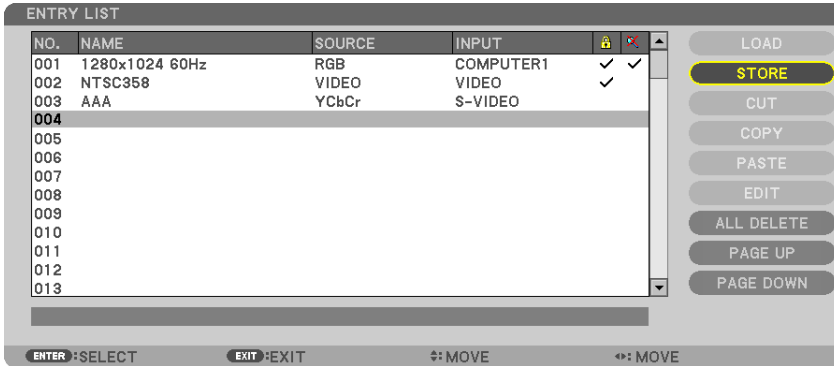 ENTRY LIST
NO. NAME SOURCE INPUT
001 1280x1024 60Hz RGB COMPUTER1
002 NTSC358 VIDEO VIDEO
003 AAA YCbCr S-VIDEO
004
005
006
007
008
009
010
011
012
013
LOAD
STORE
CUT
COPY
PASTE
EDIT
ALL DELETE
PAGE UP
PAGE DOWN
ENTER :SELECT EXIT :EXIT :MOVE :MOVE